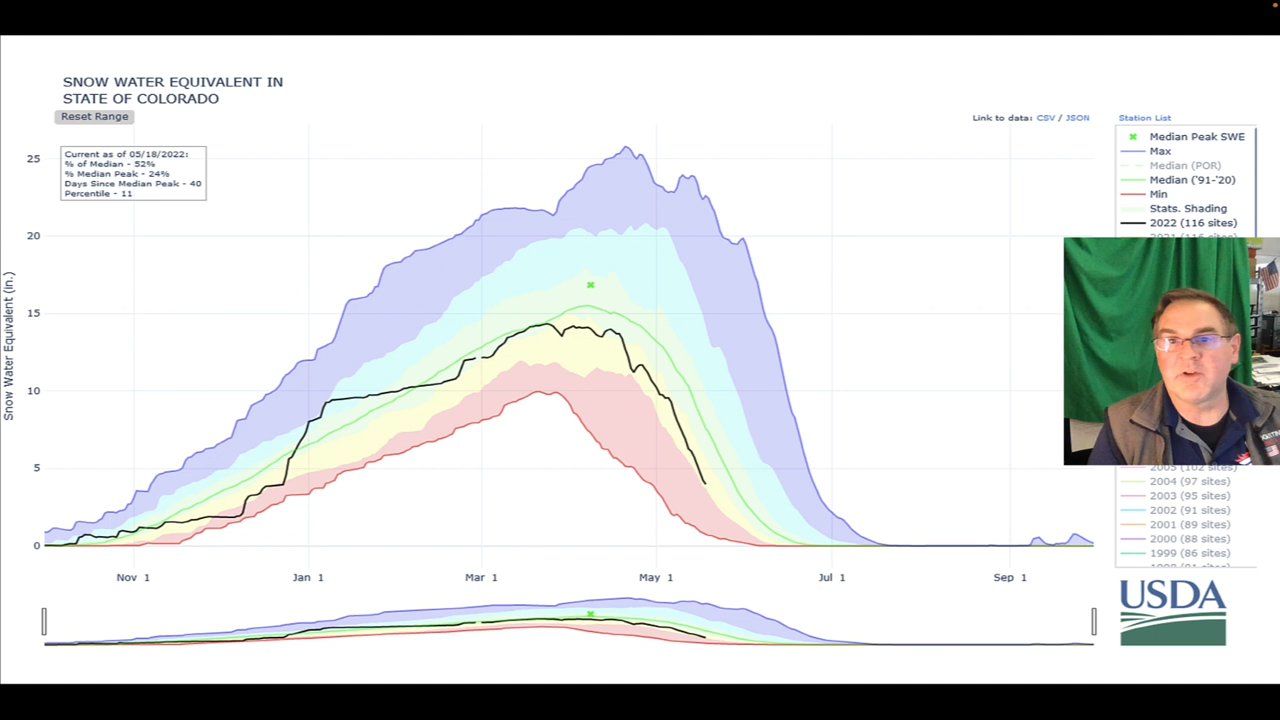 SNOW WATER EQUIVALENT IN
STATE OF COLORADO
Reset Range
Link to data: CSV / JSON
Station List
Current as of 05/18/2022:
% of Median - 52%
% Median Peak - 24%
Days Since Median Peak - 40
Percentile - 11
Median Peak SWE
Max
Median (POR)
Median ('91-'20)
Min
Stats. Shading
2022 (116 sites)
2021 (116 sites)
2005 (102 sites)
2004 (97 sites)
2003 (95 sites)
2002 (91 sites)
2001 (89 sites)
2000 (88 sites)
1999 (86 sites)
Snow Water Equivalent (in.)
25
20
15
10
5
0
Nov 1
Jan 1
Mar 1
May 1
Jul 1
Sep 1
USDA